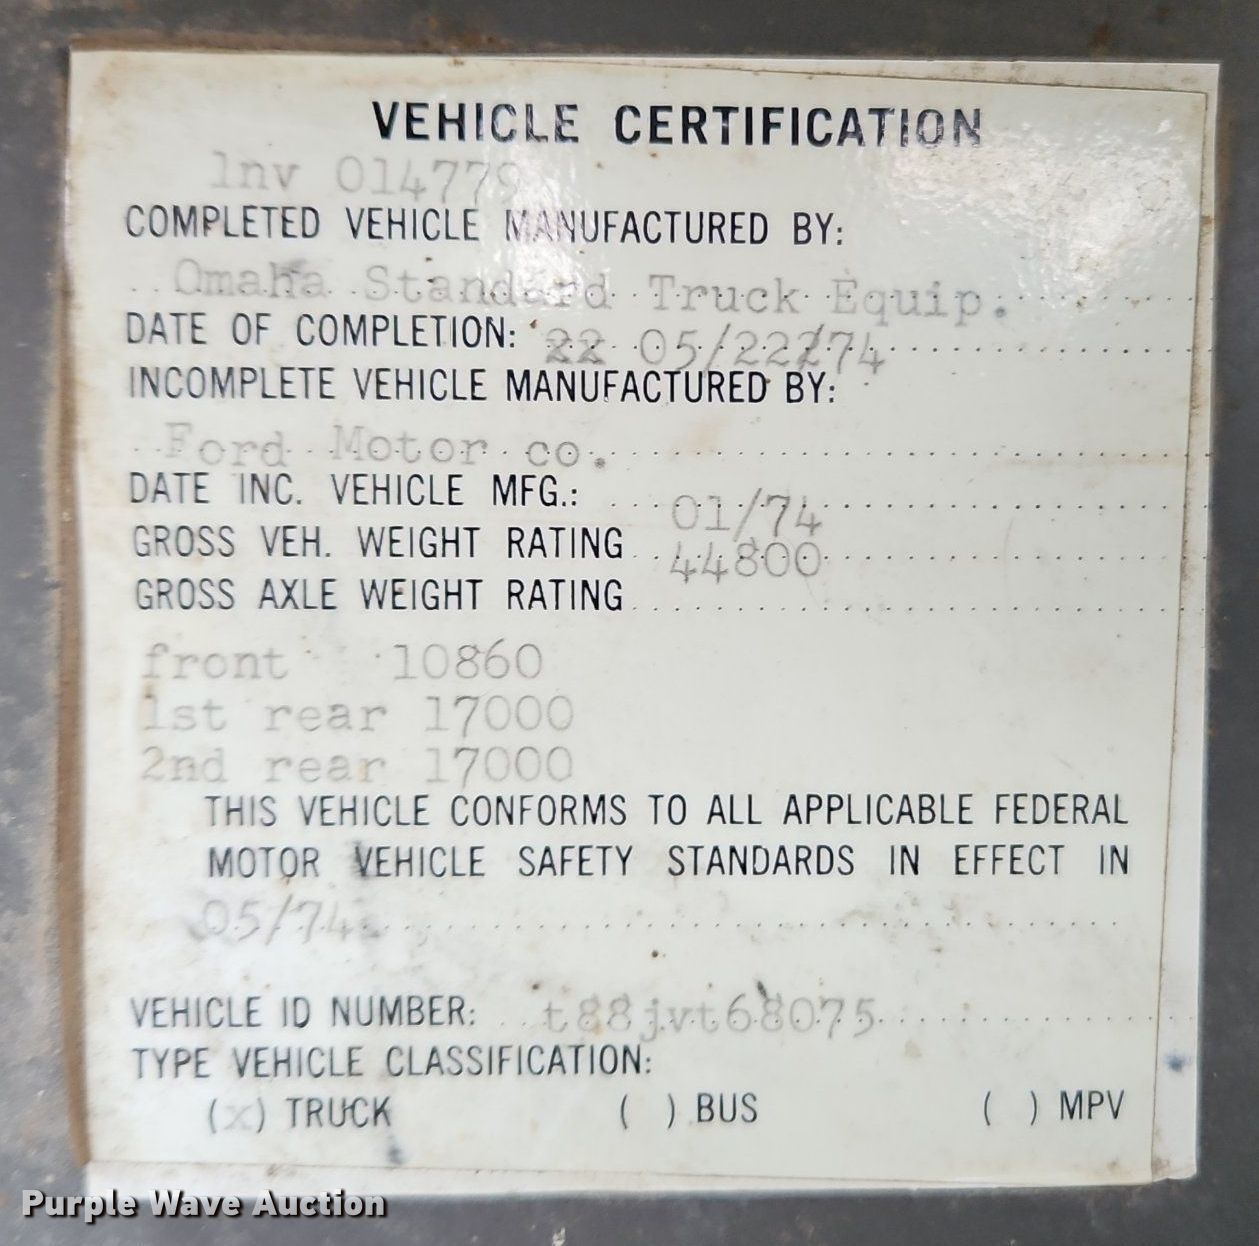 VEHICLE CERTIFICATION
lnv 014779
COMPLETED VEHICLE MANUFACTURED BY:
Omaha Standard Truck Equip.
DATE OF COMPLETION: 22 05/22/74
INCOMPLETE VEHICLE MANUFACTURED BY:
Ford Motor co.
DATE INC. VEHICLE MFG.: 01/74
GROSS VEH. WEIGHT RATING 44800
GROSS AXLE WEIGHT RATING
front 10860
1st rear 17000
2nd rear 17000
THIS VEHICLE CONFORMS TO ALL APPLICABLE FEDERAL
MOTOR VEHICLE SAFETY STANDARDS IN EFFECT IN
05/74
VEHICLE ID NUMBER: t88jvt68075
TYPE VEHICLE CLASSIFICATION:
(x) TRUCK ( ) BUS ( ) MPV
Purple Wave Auction